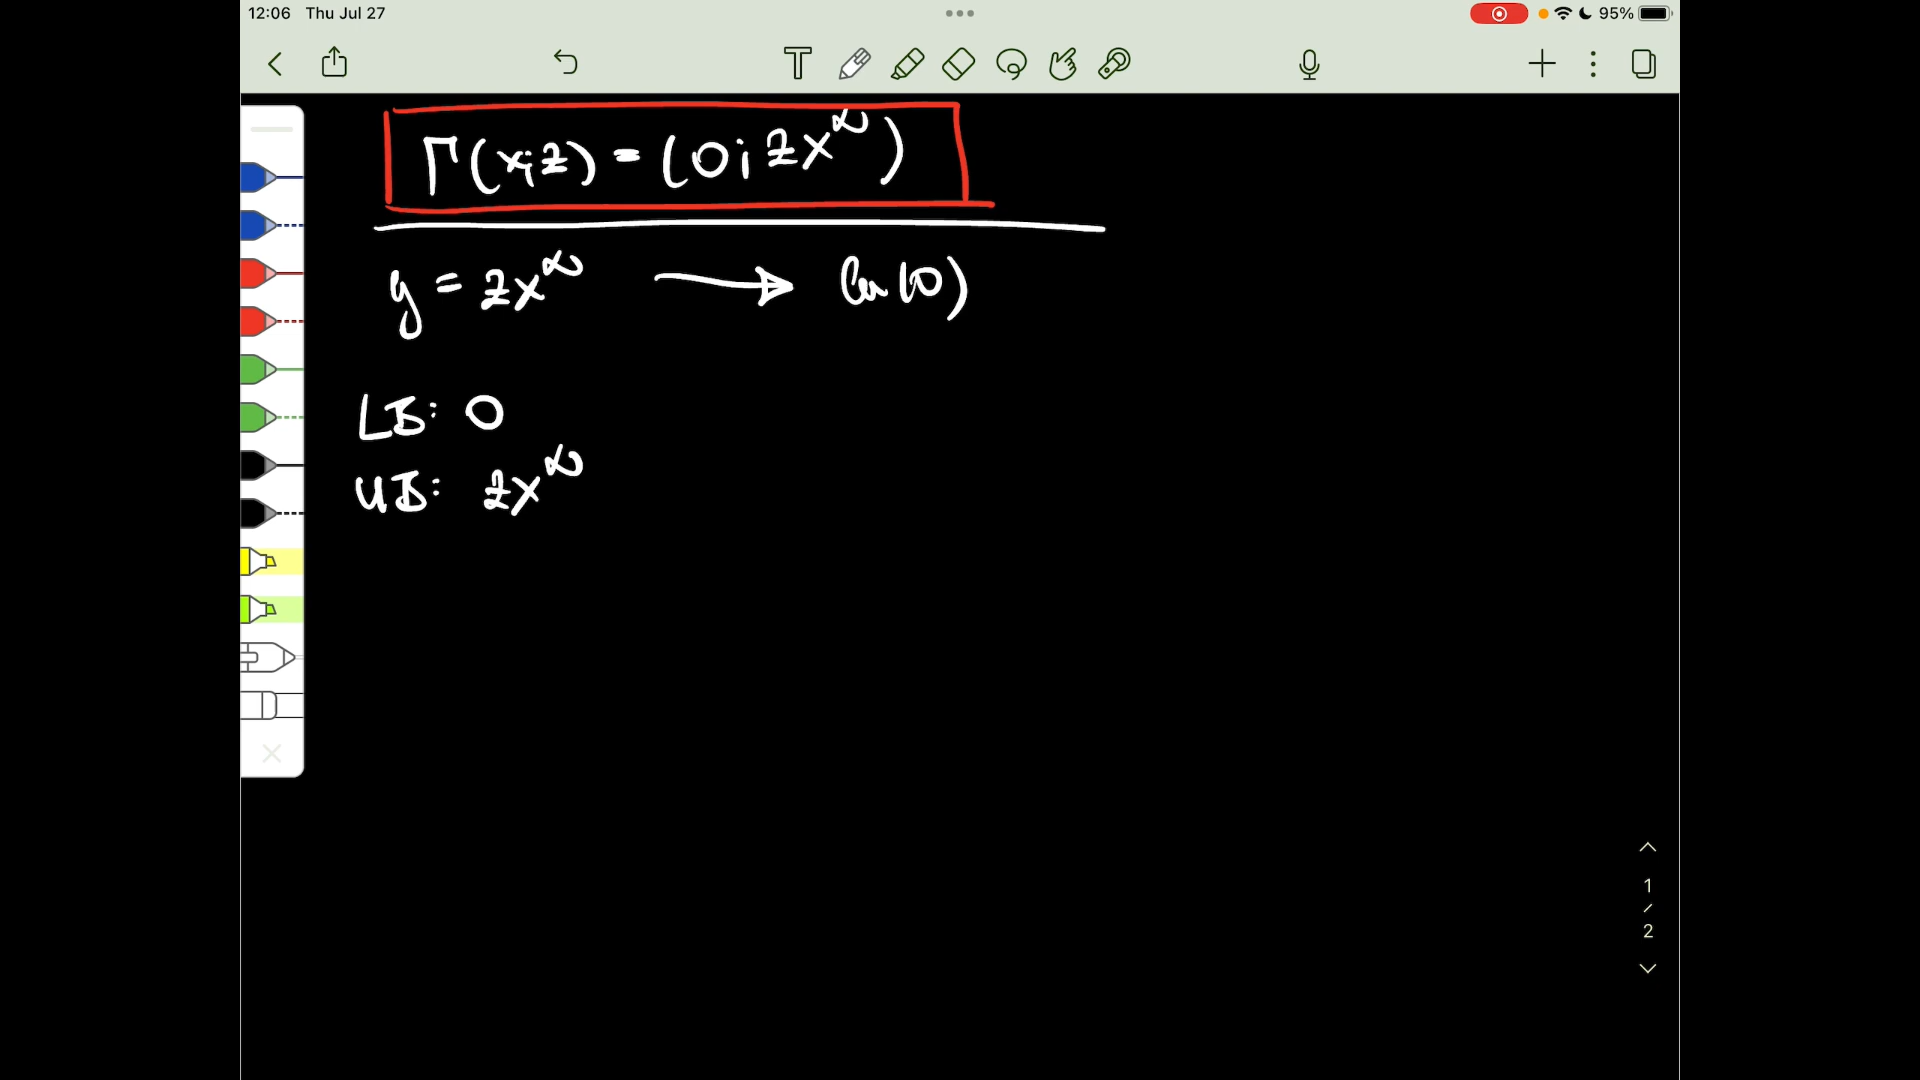 12:06 Thu Jul 27
95%
Γ(x;z) = (0; zx^α)
y = zx^α → ln(0)
LB: 0
UB: zx^α
1
/
2